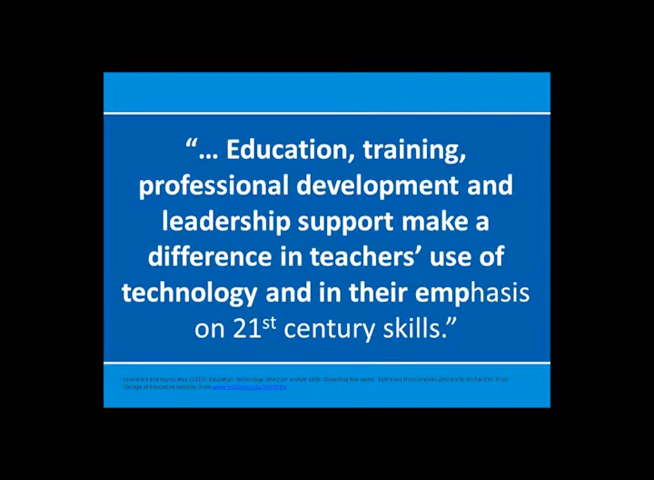 “... Education, training,
professional development and
leadership support make a
difference in teachers’ use of
technology and in their emphasis
on 21st century skills.”